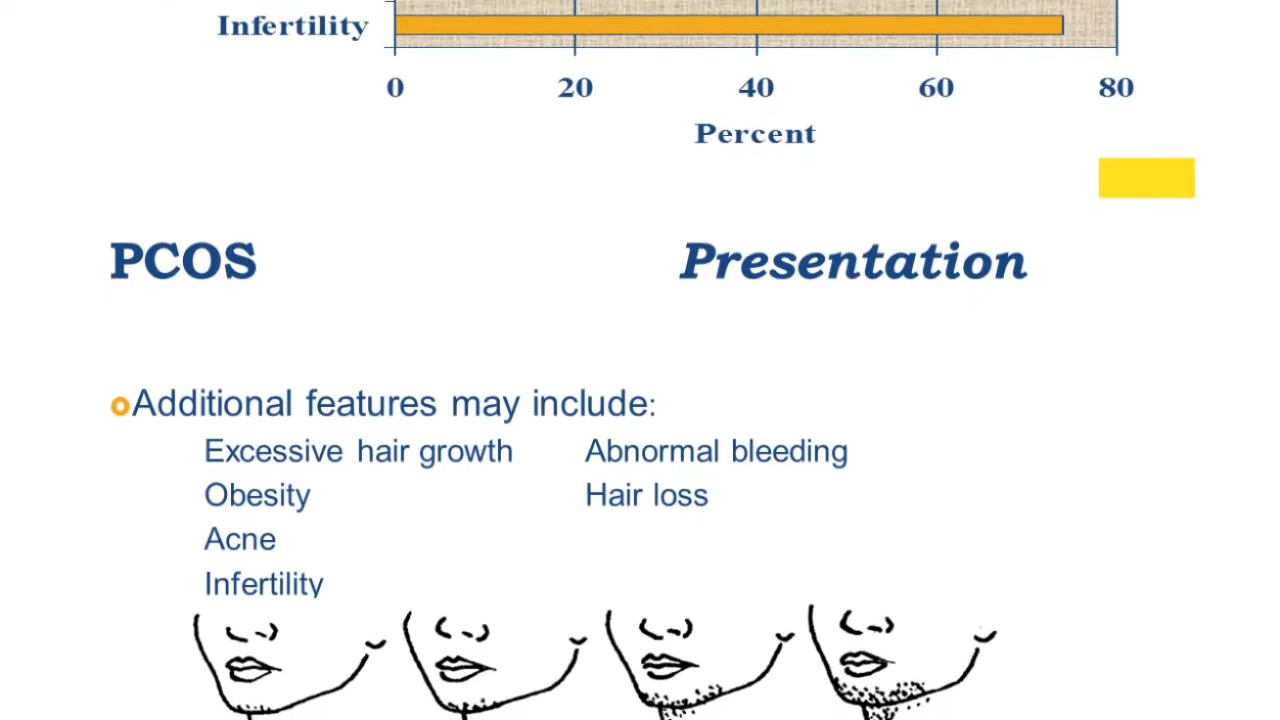 Infertility
0 20 40 60 80
Percent
PCOS Presentation
Additional features may include:
Excessive hair growth Abnormal bleeding
Obesity Hair loss
Acne
Infertility